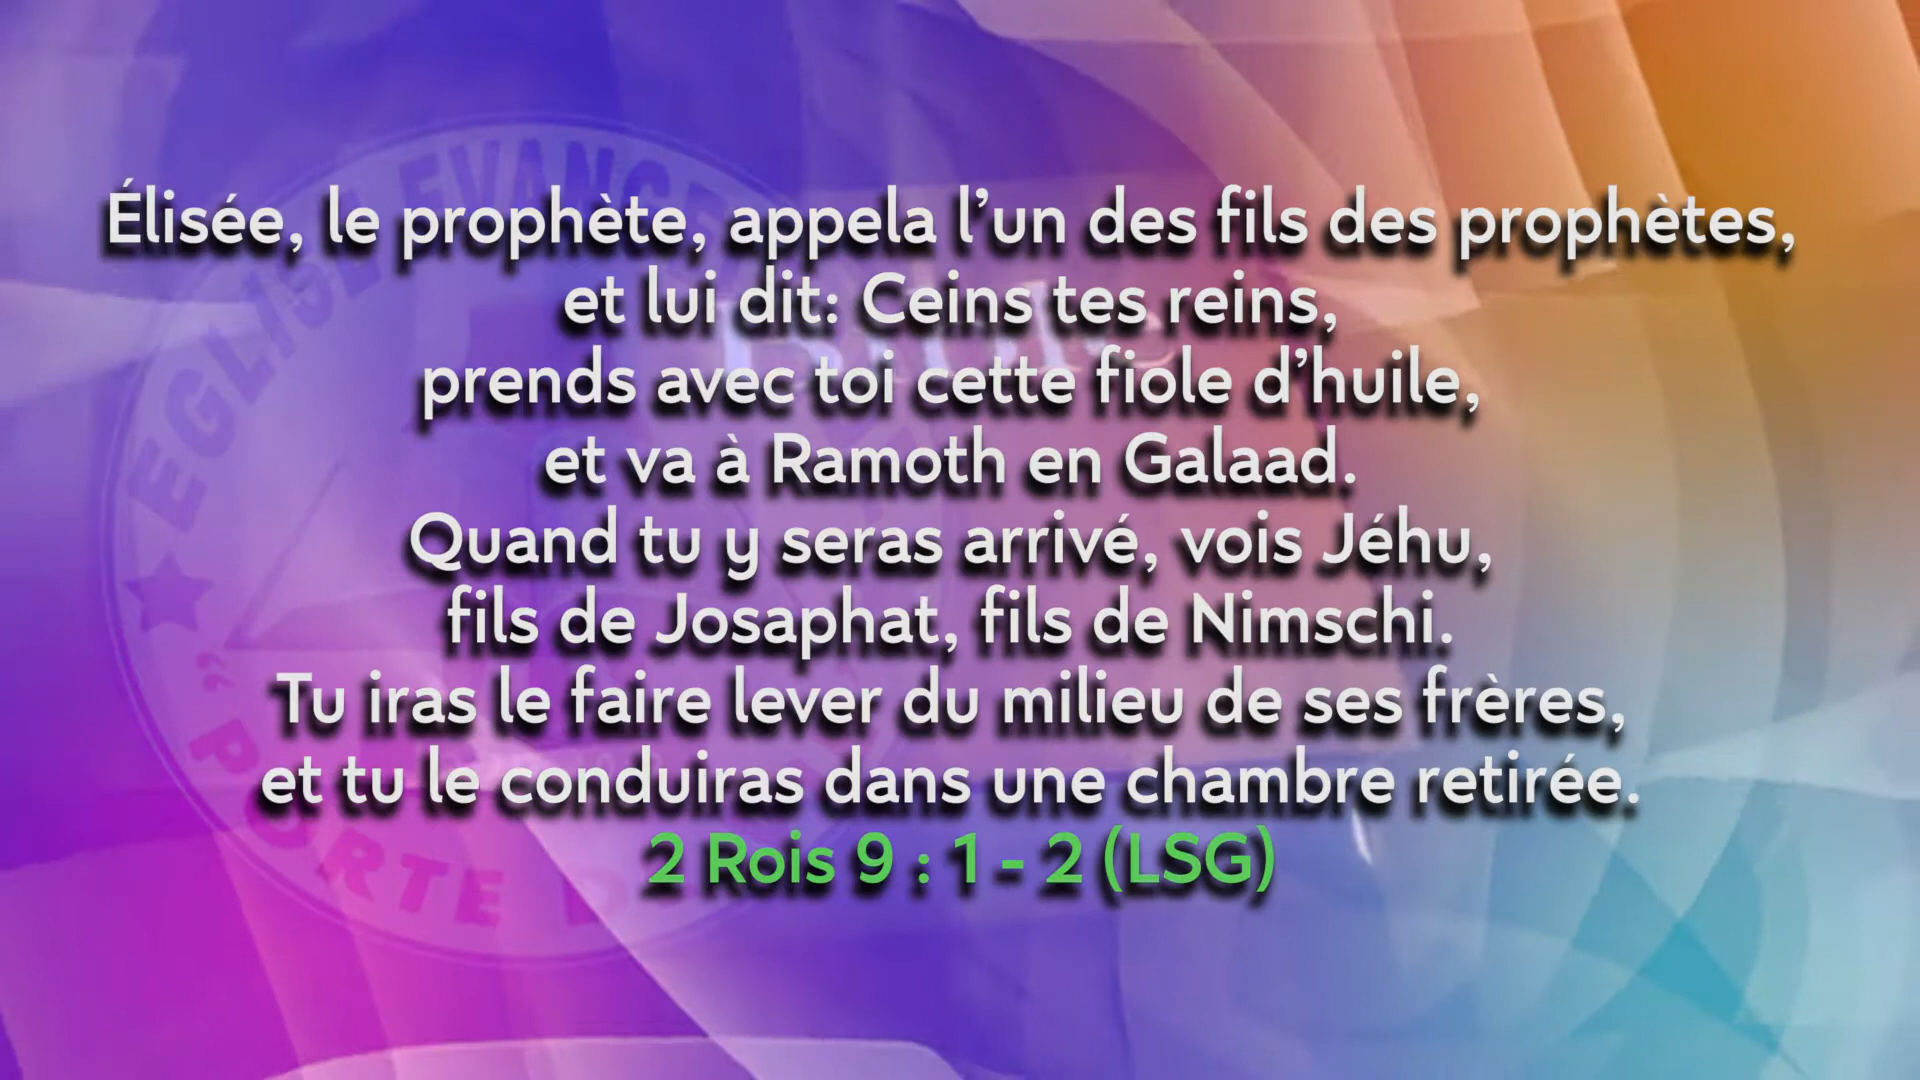 Élisée, le prophète, appela l'un des fils des prophètes,
et lui dit: Ceins tes reins,
prends avec toi cette fiole d'huile,
et va à Ramoth en Galaad.
Quand tu y seras arrivé, vois Jéhu,
fils de Josaphat, fils de Nimschi.
Tu iras le faire lever du milieu de ses frères,
et tu le conduiras dans une chambre retirée.
2 Rois 9 : 1 - 2 (LSG)
EGLISE
"PORTE